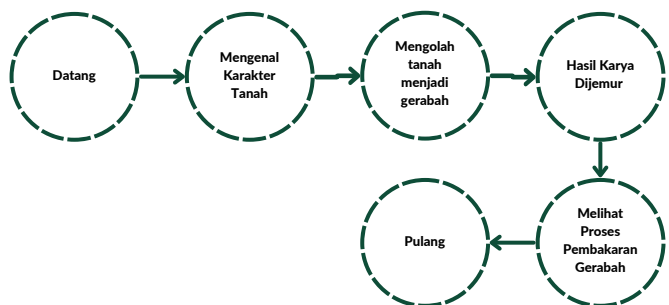 Datang
Mengenal
Karakter
Tanah
Mengolah
tanah
menjadi
gerabah
Hasil Karya
Dijemur
Melihat
Proses
Pembakaran
Gerabah
Pulang